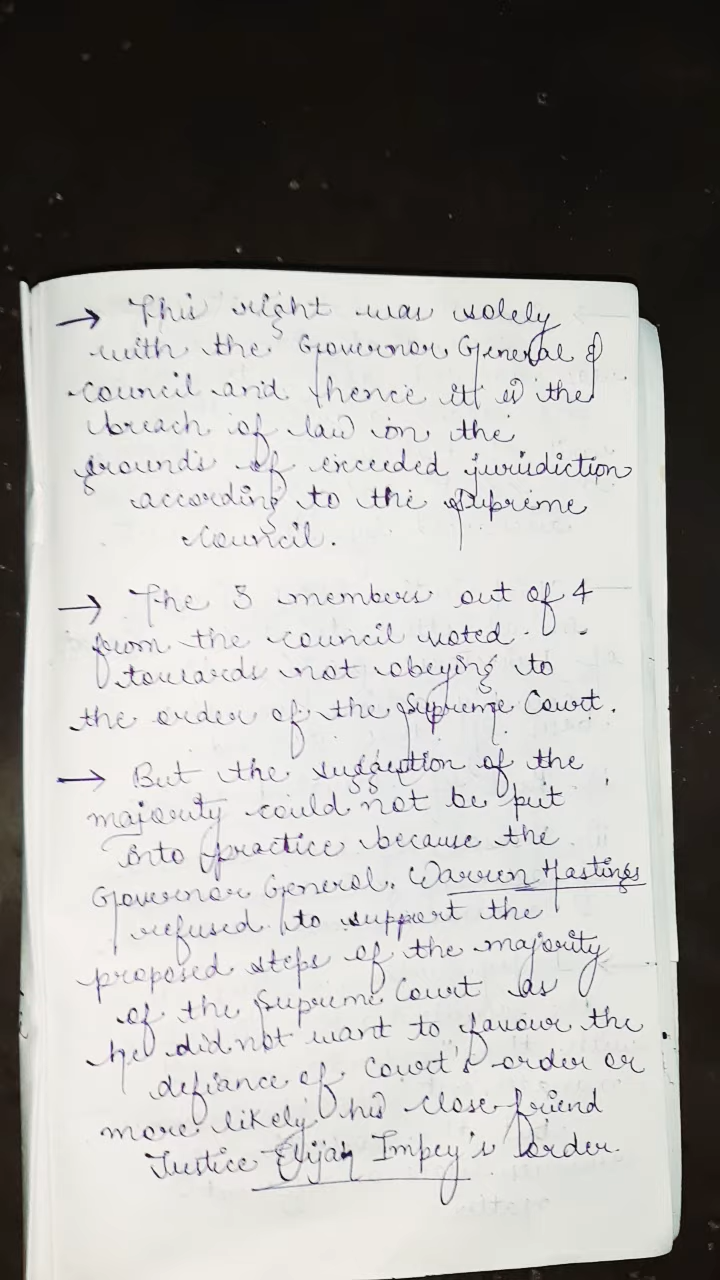 → This right was solely
with the Governor General &
council and hence it is the
breach of law on the
grounds of exceeded jurisdiction
according to the Supreme
Council.
→ The 3 members out of 4
from the council voted
towards not obeying to
the order of the Supreme Court.
→ But the suggestion of the
majority could not be put
into practice because the
Governor General. Warren Hastings
refused to support the
proposed steps of the majority
of the Supreme Court as
he did not want to favour the
defiance of Court's order or
more likely his close friend
Justice Elijah Impey's order.